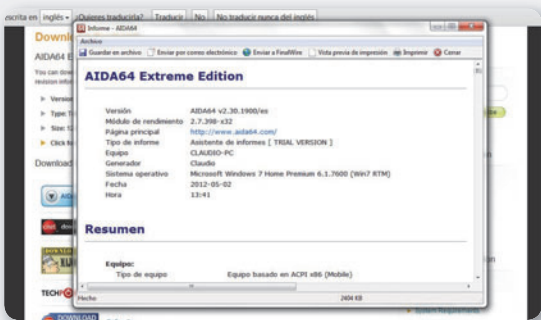 escrita en inglés ¿Quieres traducirla? Traducir No No traducir nunca del inglés
Informe - AIDA64
Archivo
Guardar en archivo Enviar por correo electrónico Enviar a FinalWire Vista previa de impresión Imprimir Cerrar
AIDA64 Extreme Edition
Versión AIDA64 v2.30.1900/es
Módulo de rendimiento 2.7.398-x32
Página principal http://www.aida64.com/
Tipo de informe Asistente de informes [ TRIAL VERSION ]
Equipo CLAUDIO-PC
Generador Claudio
Sistema operativo Microsoft Windows 7 Home Premium 6.1.7600 (Win7 RTM)
Fecha 2012-05-02
Hora 13:41
Resumen
Equipo:
Tipo de equipo Equipo basado en ACPI x86 (Mobile)
Hecho 2404 KB
Downl
AIDA64 E
You can dow
revision infor
Version
Type:
Size:
Click
Download
TECHP
DOWNLOAD
System Requirements